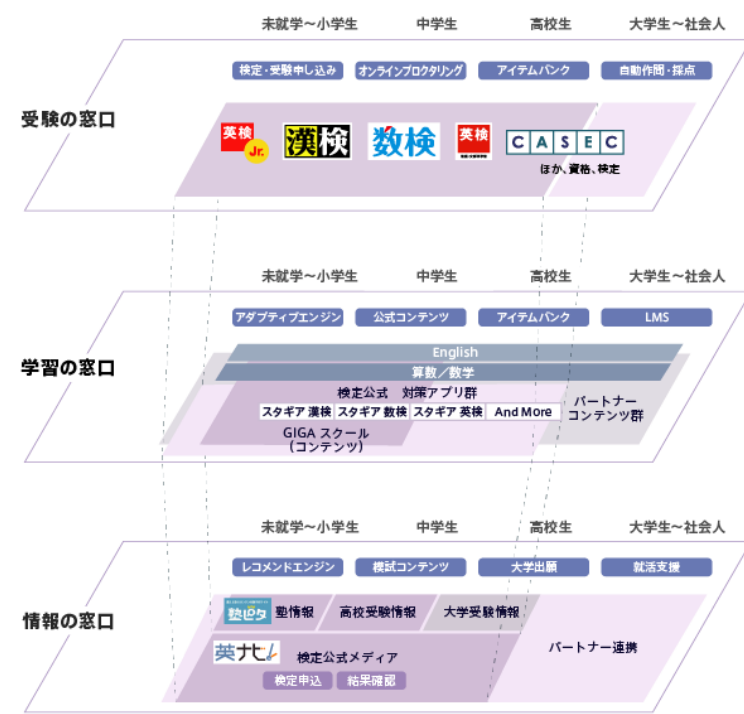 未就学～小学生 中学生 高校生 大学生～社会人
検定・受験申し込み オンラインプロクタリング アイテムバンク 自動作問・採点
受験の窓口
英検 Jr. 漢検 数検 英検 CASEC
ほか、資格、検定
未就学～小学生 中学生 高校生 大学生～社会人
アダプティブエンジン 公式コンテンツ アイテムバンク LMS
学習の窓口
English
算数／数学
検定公式 対策アプリ群
スタギア 漢検 スタギア 数検 スタギア 英検 And More
パートナー
コンテンツ群
GIGA スクール
（コンテンツ）
未就学～小学生 中学生 高校生 大学生～社会人
レコメンドエンジン 模試コンテンツ 大学出願 就活支援
情報の窓口
塾ピタ 塾情報 高校受験情報 大学受験情報
英ナビ! 検定公式メディア
パートナー連携
検定申込 結果確認